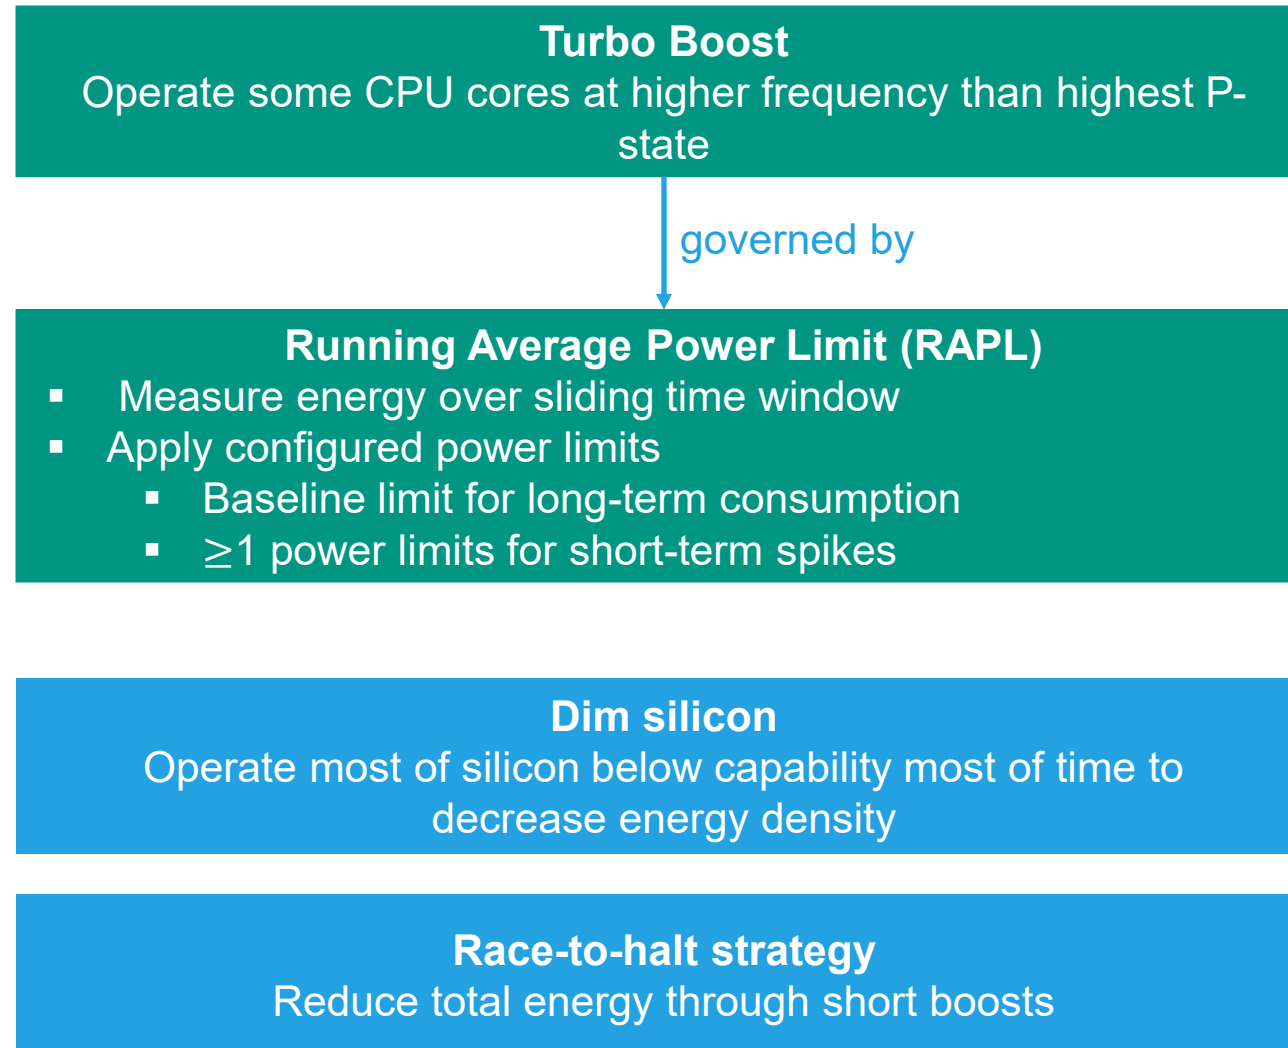 Turbo Boost
Operate some CPU cores at higher frequency than highest P-
state
governed by
Running Average Power Limit (RAPL)
▪ Measure energy over sliding time window
▪ Apply configured power limits
▪ Baseline limit for long-term consumption
▪ ≥1 power limits for short-term spikes
Dim silicon
Operate most of silicon below capability most of time to
decrease energy density
Race-to-halt strategy
Reduce total energy through short boosts